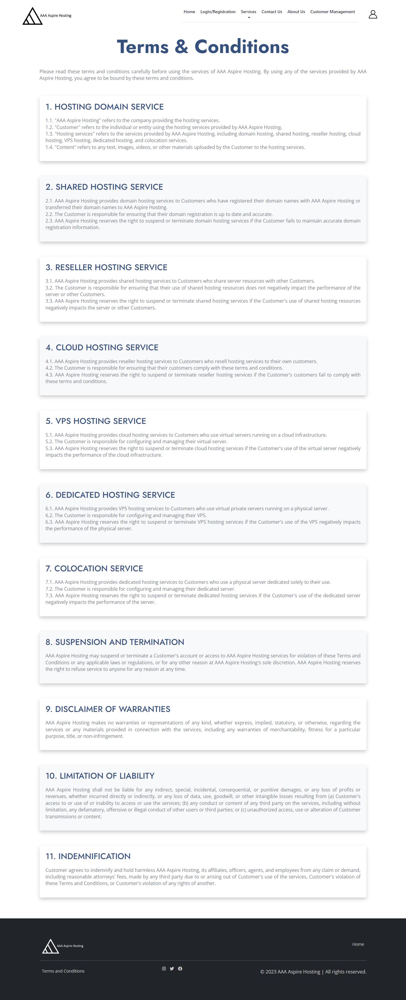 AAA Aspire Hosting
Home Login/Registration Services Contact Us About Us Customer Management
Terms & Conditions
Please read these terms and conditions carefully before using the services of AAA Aspire Hosting. By using any of the services provided by AAA
Aspire Hosting, you agree to be bound by these terms and conditions.
1. HOSTING DOMAIN SERVICE
1.1. "AAA Aspire Hosting" refers to the company providing the hosting services.
1.2. "Customer" refers to the individual or entity using the hosting services provided by AAA Aspire Hosting.
1.3. "Hosting services" refers to the services provided by AAA Aspire Hosting, including domain hosting, shared hosting, reseller hosting, cloud
hosting, VPS hosting, dedicated hosting, and colocation services.
1.4. "Content" refers to any text, images, videos, or other materials uploaded by the Customer to the hosting services.
2. SHARED HOSTING SERVICE
2.1. AAA Aspire Hosting provides domain hosting services to Customers who have registered their domain names with AAA Aspire Hosting or
transferred their domain names to AAA Aspire Hosting.
2.2. The Customer is responsible for ensuring that their domain registration is up to date and accurate.
2.3. AAA Aspire Hosting reserves the right to suspend or terminate domain hosting services if the Customer fails to maintain accurate domain
registration information.
3. RESELLER HOSTING SERVICE
3.1. AAA Aspire Hosting provides shared hosting services to Customers who share server resources with other Customers.
3.2. The Customer is responsible for ensuring that their use of shared hosting resources does not negatively impact the performance of the
server or other Customers.
3.3. AAA Aspire Hosting reserves the right to suspend or terminate shared hosting services if the Customer's use of shared hosting resources
negatively impacts the server or other Customers.
4. CLOUD HOSTING SERVICE
4.1. AAA Aspire Hosting provides reseller hosting services to Customers who resell hosting services to their own customers.
4.2. The Customer is responsible for ensuring that their customers comply with these terms and conditions.
4.3. AAA Aspire Hosting reserves the right to suspend or terminate reseller hosting services if the Customer's customers fail to comply with
these terms and conditions.
5. VPS HOSTING SERVICE
5.1. AAA Aspire Hosting provides cloud hosting services to Customers who use virtual servers running on a cloud infrastructure.
5.2. The Customer is responsible for configuring and managing their virtual server.
5.3. AAA Aspire Hosting reserves the right to suspend or terminate cloud hosting services if the Customer's use of the virtual server negatively
impacts the performance of the cloud infrastructure.
6. DEDICATED HOSTING SERVICE
6.1. AAA Aspire Hosting provides VPS hosting services to Customers who use virtual private servers running on a physical server.
6.2. The Customer is responsible for configuring and managing their VPS.
6.3. AAA Aspire Hosting reserves the right to suspend or terminate VPS hosting services if the Customer's use of the VPS negatively impacts
the performance of the physical server.
7. COLOCATION SERVICE
7.1. AAA Aspire Hosting provides dedicated hosting services to Customers who use a physical server dedicated solely to their use.
7.2. The Customer is responsible for configuring and managing their dedicated server.
7.3. AAA Aspire Hosting reserves the right to suspend or terminate dedicated hosting services if the Customer's use of the dedicated server
negatively impacts the performance of the server.
8. SUSPENSION AND TERMINATION
AAA Aspire Hosting may suspend or terminate a Customer's account or access to AAA Aspire Hosting services for violation of these Terms and
Conditions or any applicable laws or regulations, or for any other reason at AAA Aspire Hosting's sole discretion. AAA Aspire Hosting reserves
the right to refuse service to anyone for any reason at any time.
9. DISCLAIMER OF WARRANTIES
AAA Aspire Hosting makes no warranties or representations of any kind, whether express, implied, statutory, or otherwise, regarding the
services or any materials provided in connection with the services, including any warranties of merchantability, fitness for a particular
purpose, title, or non-infringement.
10. LIMITATION OF LIABILITY
AAA Aspire Hosting shall not be liable for any indirect, special, incidental, consequential, or punitive damages, or any loss of profits or
revenues, whether incurred directly or indirectly, or any loss of data, use, goodwill, or other intangible losses resulting from (a) Customer's
access to or use of or inability to access or use the services; (b) any conduct or content of any third party on the services, including without
limitation, any defamatory, offensive or illegal conduct of other users or third parties; or (c) unauthorized access, use or alteration of Customer
transmissions or content.
11. INDEMNIFICATION
Customer agrees to indemnify and hold harmless AAA Aspire Hosting, its affiliates, officers, agents, and employees from any claim or demand,
including reasonable attorneys' fees, made by any third party due to or arising out of Customer's use of the services, Customer's violation of
these Terms and Conditions, or Customer's violation of any rights of another.
AAA Aspire Hosting
Home
Terms and Conditions
© 2023 AAA Aspire Hosting | All rights reserved.